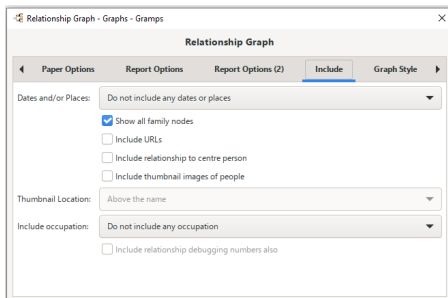 Relationship Graph - Graphs - Gramps
Relationship Graph
Paper Options Report Options Report Options (2) Include Graph Style
Dates and/or Places: Do not include any dates or places
Show all family nodes
Include URLs
Include relationship to centre person
Include thumbnail images of people
Thumbnail Location: Above the name
Include occupation: Do not include any occupation
Include relationship debugging numbers also